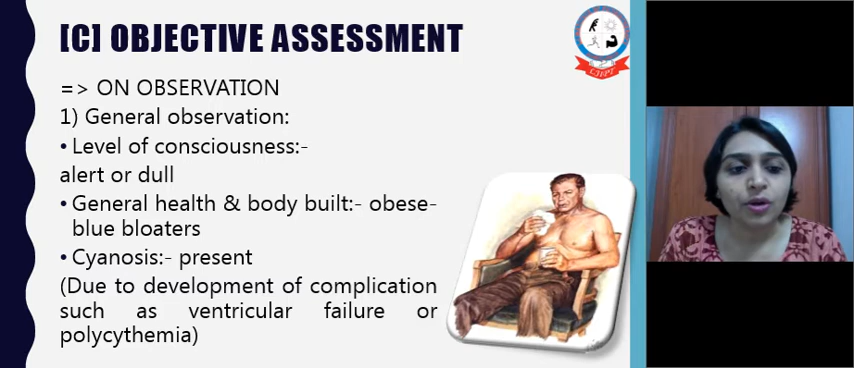 [C] OBJECTIVE ASSESSMENT
=> ON OBSERVATION
1) General observation:
• Level of consciousness:-
alert or dull
• General health & body built:- obese-
blue bloaters
• Cyanosis:- present
(Due to development of complication
such as ventricular failure or
polycythemia)